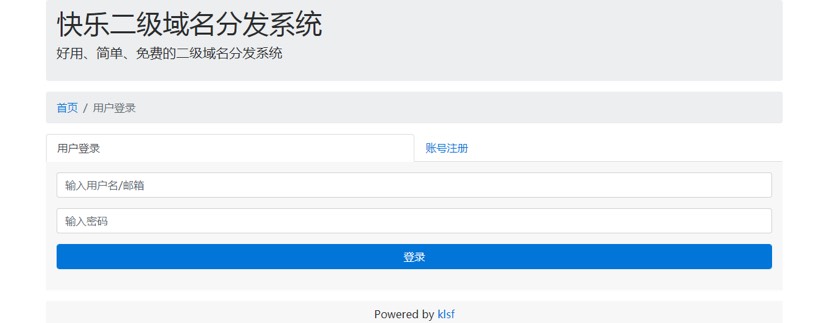 快乐二级域名分发系统
好用、简单、免费的二级域名分发系统
首页 / 用户登录
用户登录 账号注册
输入用户名/邮箱
输入密码
登录
Powered by klsf